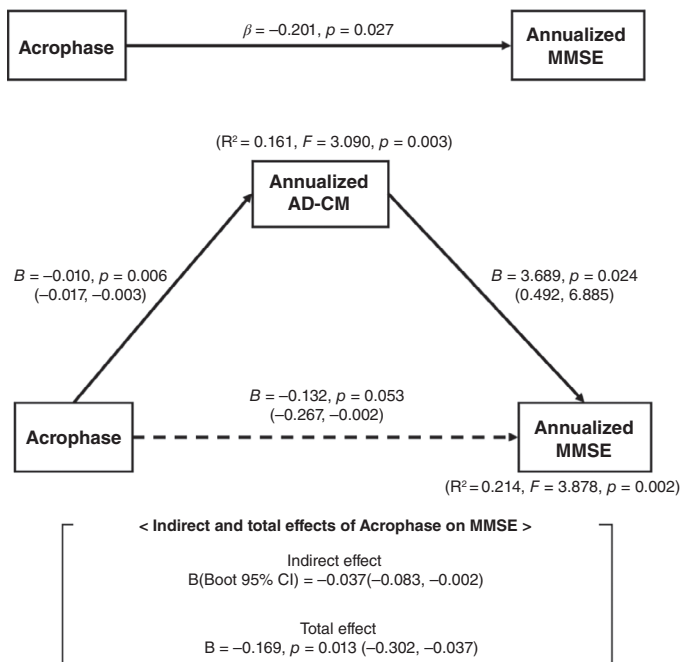 Acrophase
β = –0.201, p = 0.027
Annualized
MMSE
(R² = 0.161, F = 3.090, p = 0.003)
Annualized
AD-CM
B = –0.010, p = 0.006
(–0.017, –0.003)
B = 3.689, p = 0.024
(0.492, 6.885)
B = –0.132, p = 0.053
(–0.267, –0.002)
Acrophase
Annualized
MMSE
(R² = 0.214, F = 3.878, p = 0.002)
< Indirect and total effects of Acrophase on MMSE >
Indirect effect
B(Boot 95% CI) = –0.037(–0.083, –0.002)
Total effect
B = –0.169, p = 0.013 (–0.302, –0.037)